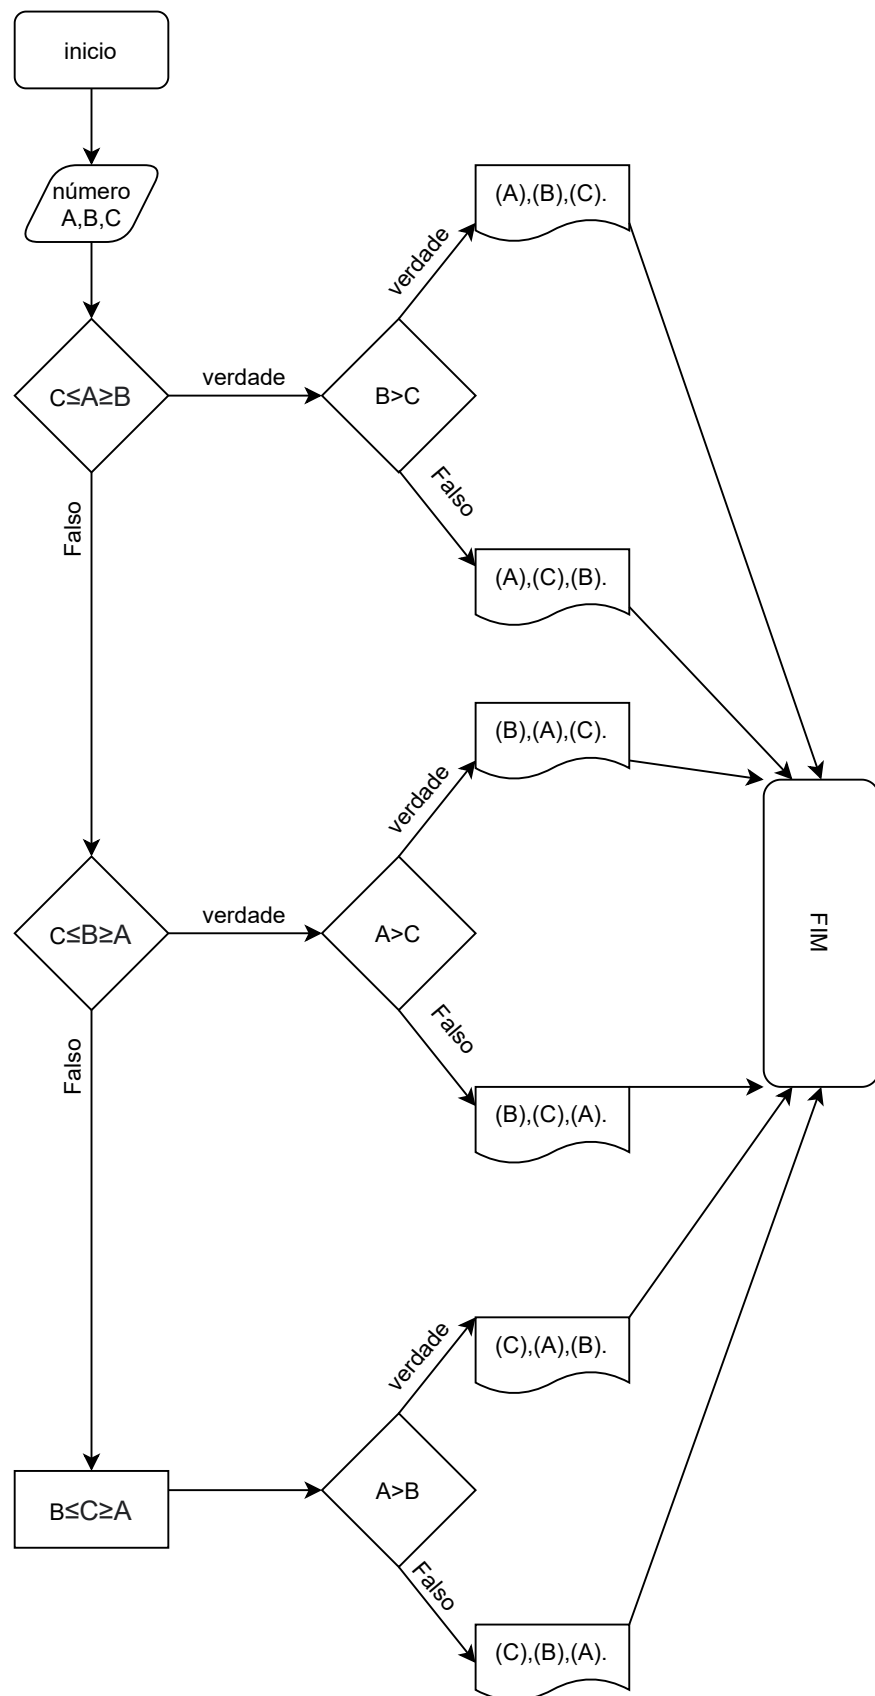 inicio
número
A,B,C
(A),(B),(C).
verdade
C≤A≥B
verdade
B>C
Falso
Falso
(A),(C),(B).
(B),(A),(C).
verdade
C≤B≥A
verdade
A>C
FIM
Falso
Falso
(B),(C),(A).
verdade
(C),(A),(B).
B≤C≥A
A>B
Falso
(C),(B),(A).